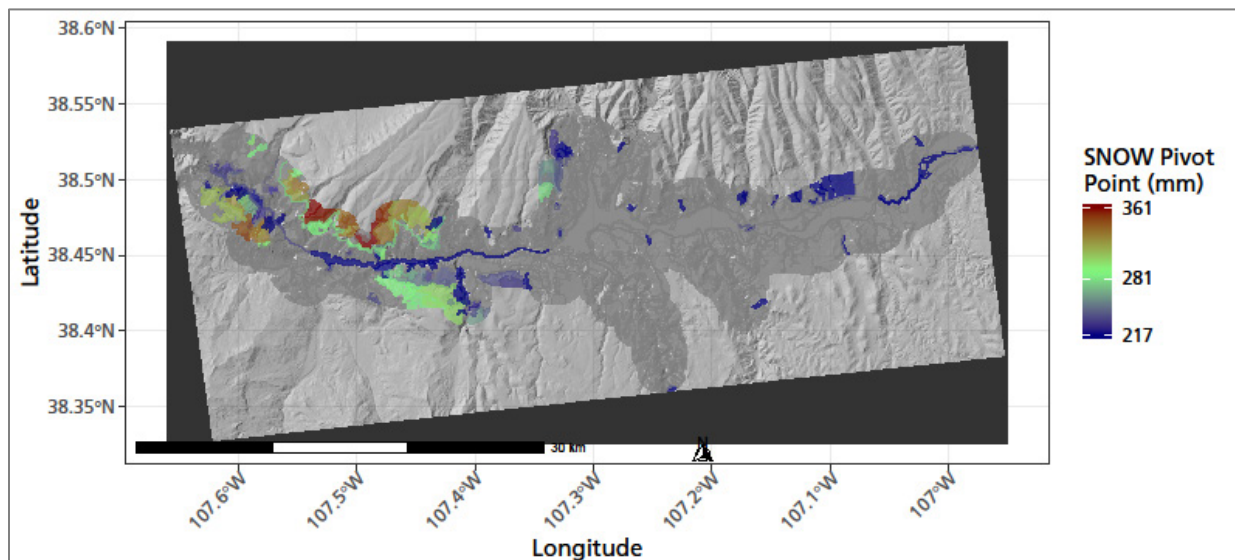 38.6°N
38.55°N
38.5°N
38.45°N
38.4°N
38.35°N
Latitude
30 km
N
107.6°W
107.5°W
107.4°W
107.3°W
107.2°W
107.1°W
107°W
Longitude
SNOW Pivot
Point (mm)
361
281
217